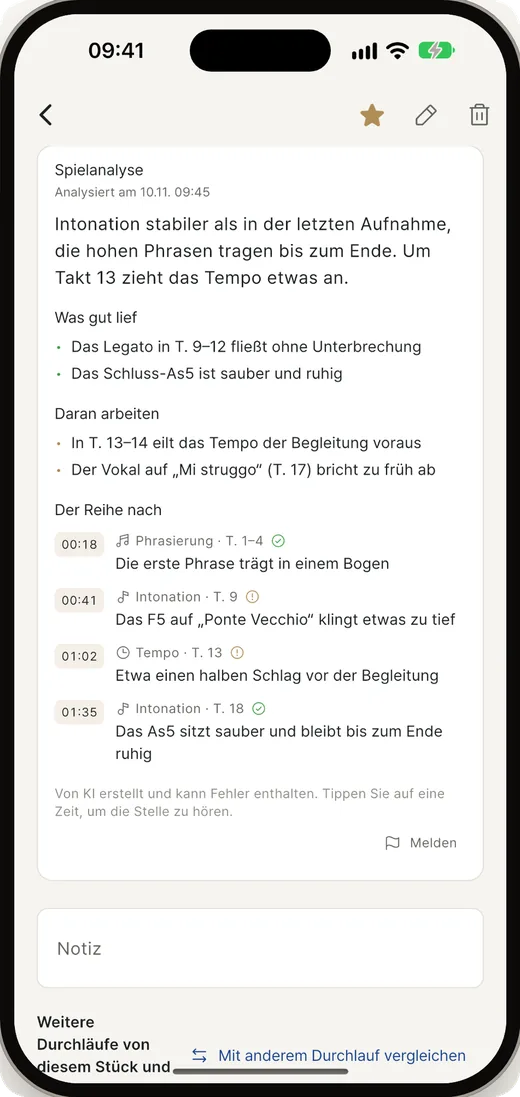 09:41
Spielanalyse
Analysiert am 10.11. 09:45
Intonation stabiler als in der letzten Aufnahme,
die hohen Phrasen tragen bis zum Ende. Um
Takt 13 zieht das Tempo etwas an.
Was gut lief
• Das Legato in T. 9–12 fließt ohne Unterbrechung
• Das Schluss-As5 ist sauber und ruhig
Daran arbeiten
• In T. 13–14 eilt das Tempo der Begleitung voraus
• Der Vokal auf „Mi struggo“ (T. 17) bricht zu früh ab
Der Reihe nach
00:18 Phrasierung · T. 1–4
Die erste Phrase trägt in einem Bogen
00:41 Intonation · T. 9
Das F5 auf „Ponte Vecchio“ klingt etwas zu tief
01:02 Tempo · T. 13
Etwa einen halben Schlag vor der Begleitung
01:35 Intonation · T. 18
Das As5 sitzt sauber und bleibt bis zum Ende
ruhig
Von KI erstellt und kann Fehler enthalten. Tippen Sie auf eine
Zeit, um die Stelle zu hören.
Melden
Notiz
Weitere
Durchläufe von
diesem Stück und
Mit anderem Durchlauf vergleichen